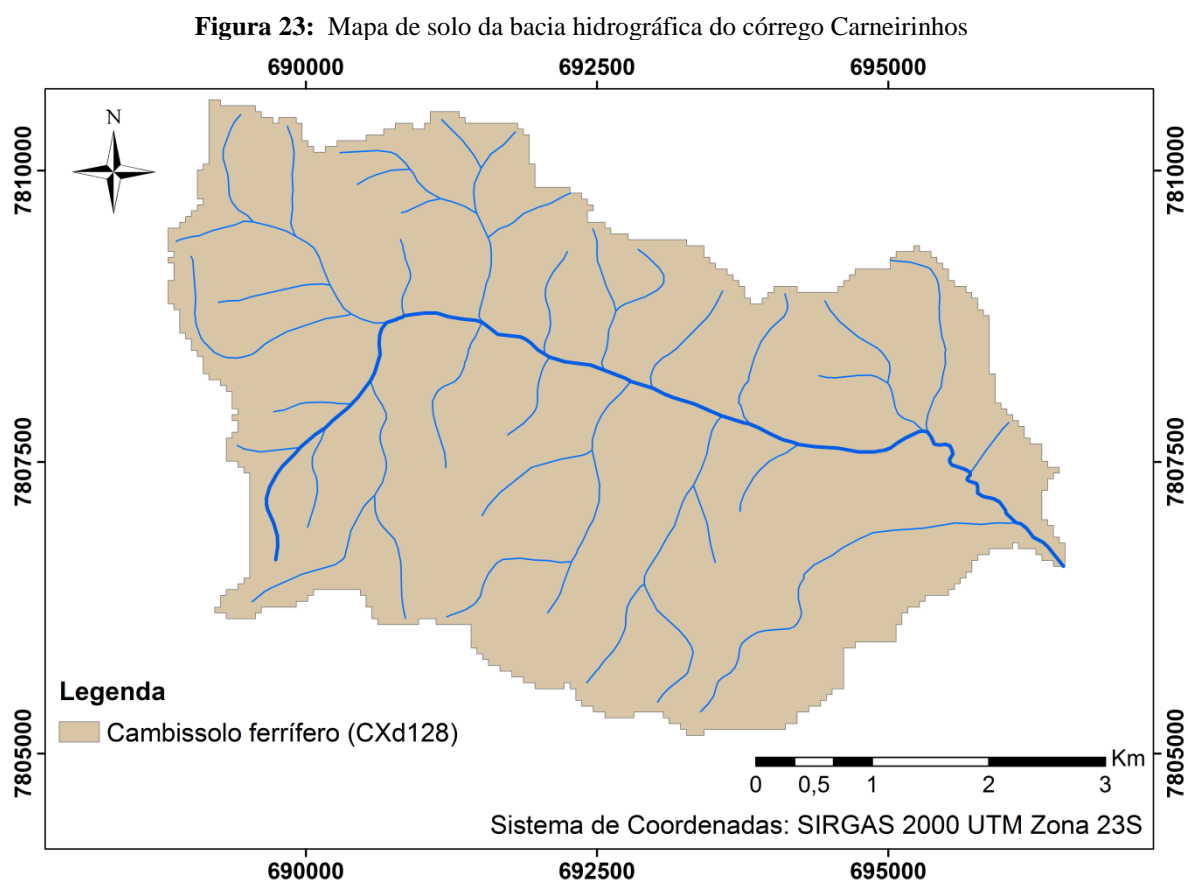 Figura 23: Mapa de solo da bacia hidrográfica do córrego Carneirinhos
690000 692500 695000
N
7810000 7810000
7807500 7807500
7805000 7805000
Legenda
Cambissolo ferrífero (CXd128)
Km
0 0,5 1 2 3
Sistema de Coordenadas: SIRGAS 2000 UTM Zona 23S
690000 692500 695000